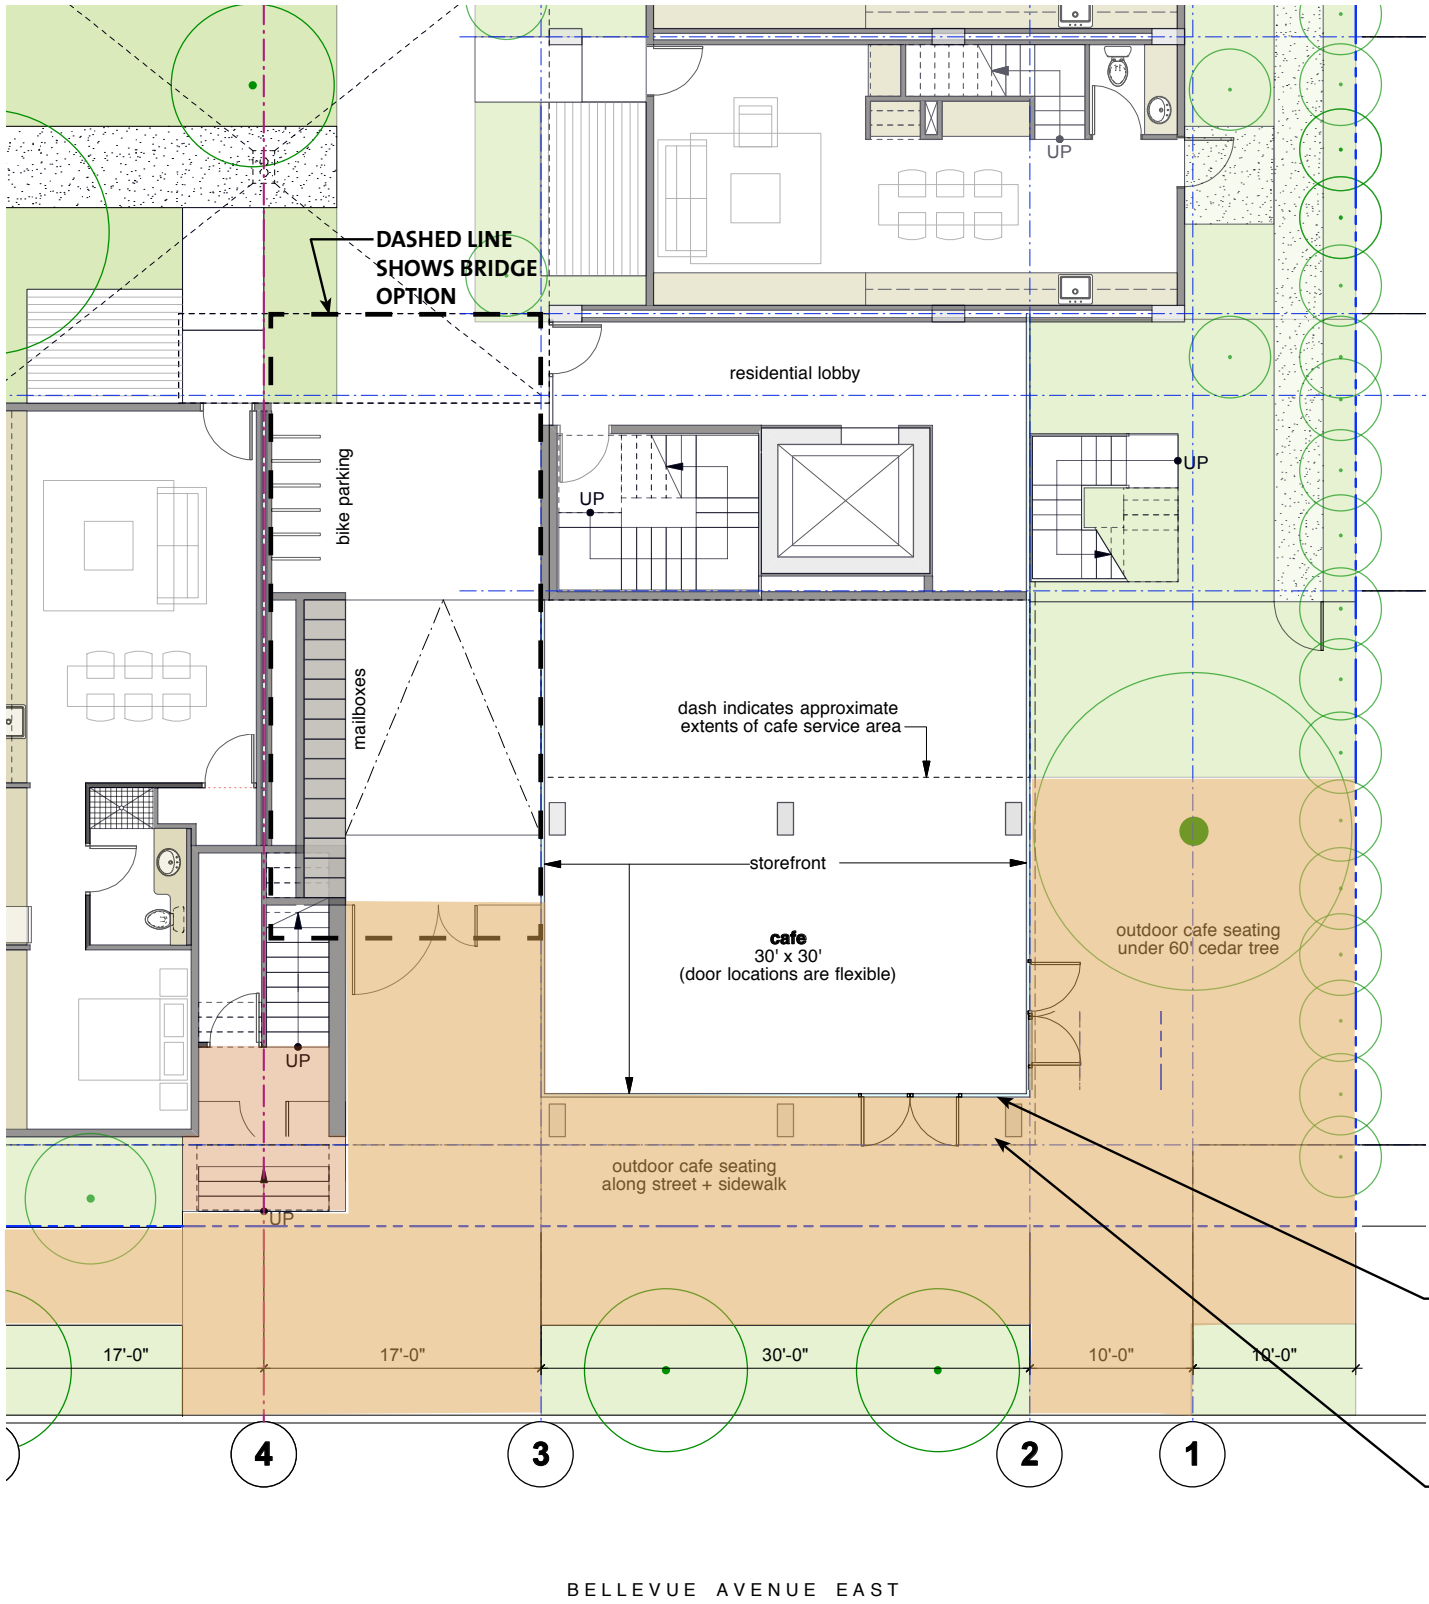 UP
DASHED LINE
SHOWS BRIDGE
OPTION
residential lobby
bike parking
UP
UP
mailboxes
dash indicates approximate
extents of cafe service area
storefront
cafe
30' x 30'
(door locations are flexible)
outdoor cafe seating
under 60' cedar tree
UP
outdoor cafe seating
along street + sidewalk
UP
17'-0"
17'-0"
30'-0"
10'-0"
10'-0"
4
3
2
1
BELLEVUE AVENUE EAST